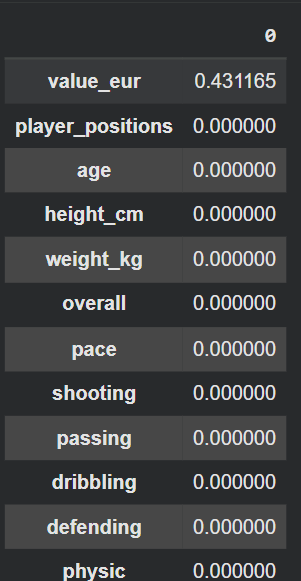 0
value_eur 0.431165
player_positions 0.000000
age 0.000000
height_cm 0.000000
weight_kg 0.000000
overall 0.000000
pace 0.000000
shooting 0.000000
passing 0.000000
dribbling 0.000000
defending 0.000000
physic 0.000000